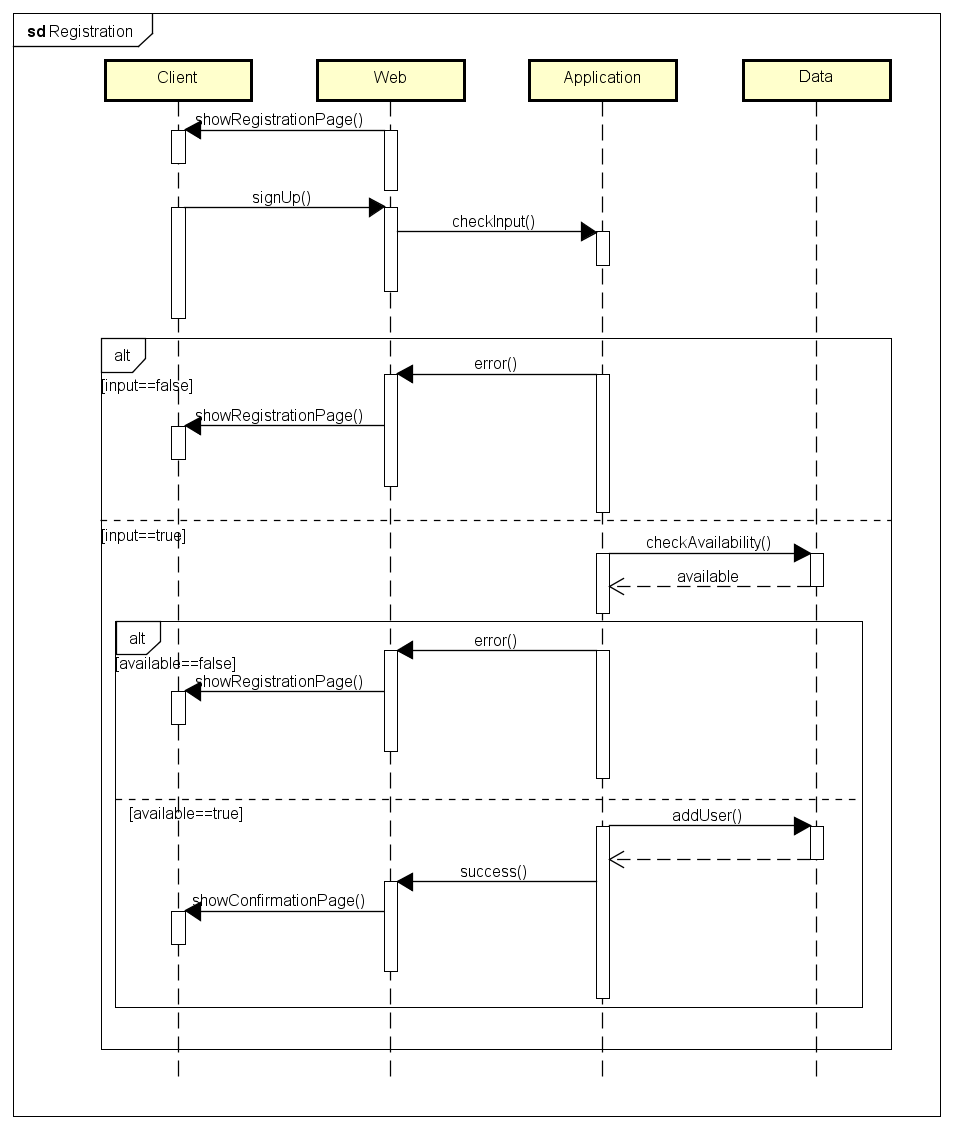 sd Registration
Client
Web
Application
Data
showRegistrationPage()
signUp()
checkInput()
alt
error()
[input==false]
showRegistrationPage()
[input==true]
checkAvailability()
available
alt
error()
[available==false]
showRegistrationPage()
[available==true]
addUser()
success()
showConfirmationPage()